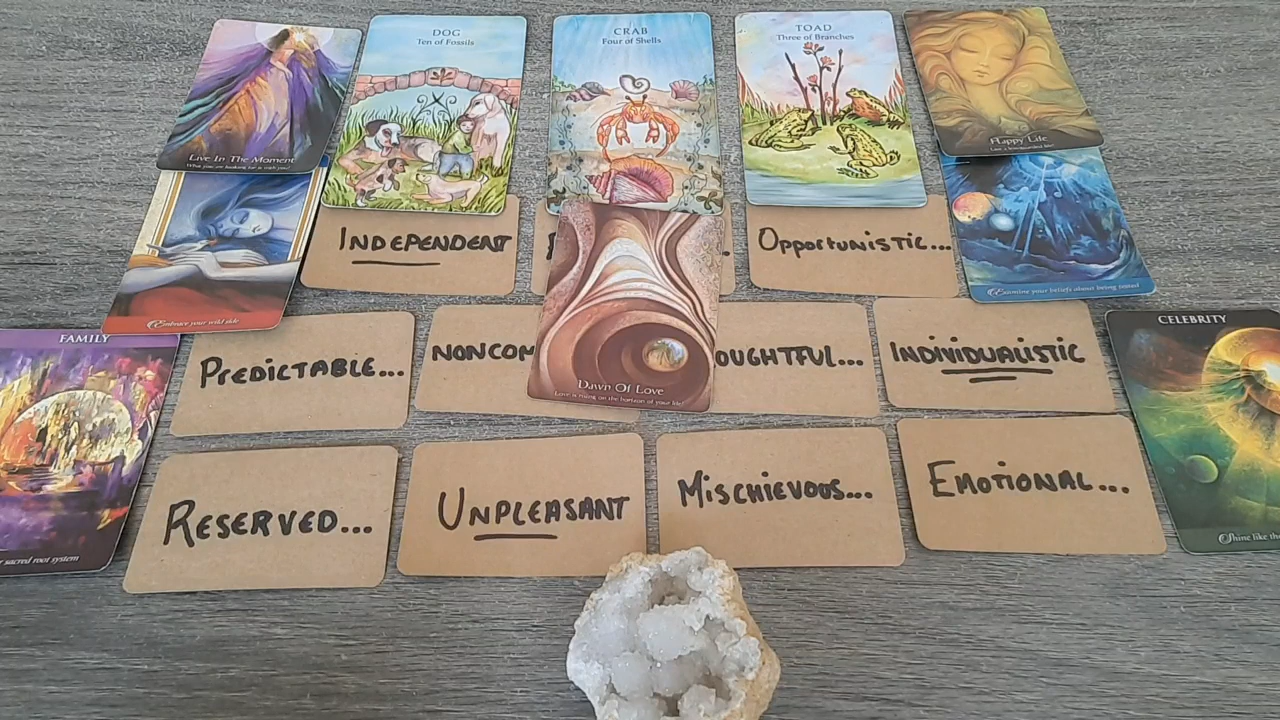 Live In The Moment
What you are looking for is with you!
DOG
Ten of Fossils
CRAB
Four of Shells
TOAD
Three of Branches
Happy Life
Embrace your wild side
INDEPENDENT
Opportunistic...
Examine your beliefs about being
FAMILY
PREDICTABLE...
NONCOM
Dawn Of Love
Love is rising on the horizon of your life!
OUGHTFUL...
INDIVIDUALISTIC
CELEBRITY
sacred root system
RESERVED...
UNPLEASANT
MISCHIEVOUS...
EMOTIONAL...
Shine like the